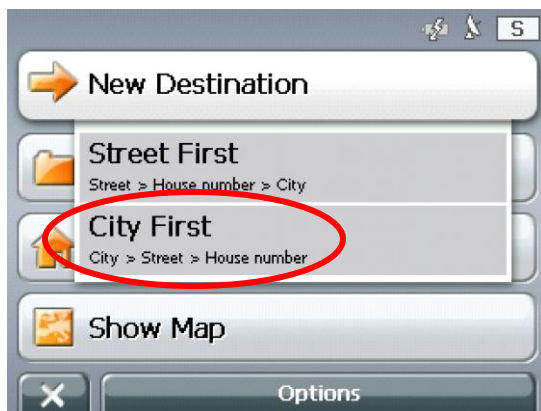 S
New Destination
Street First
Street > House number > City
City First
City > Street > House number
Show Map
Options